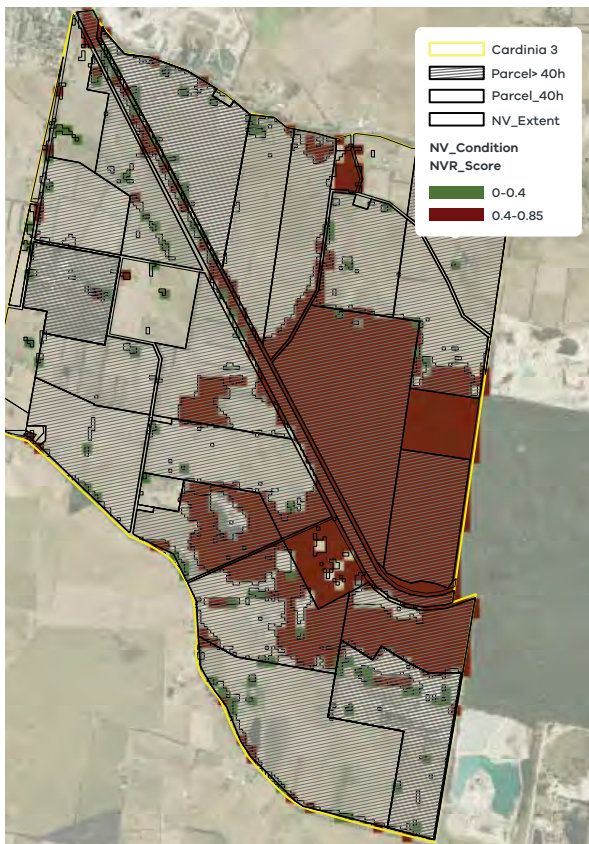 Cardinia 3
Parcel> 40h
Parcel_40h
NV_Extent
NV_Condition
NVR_Score
0-0.4
0.4-0.85